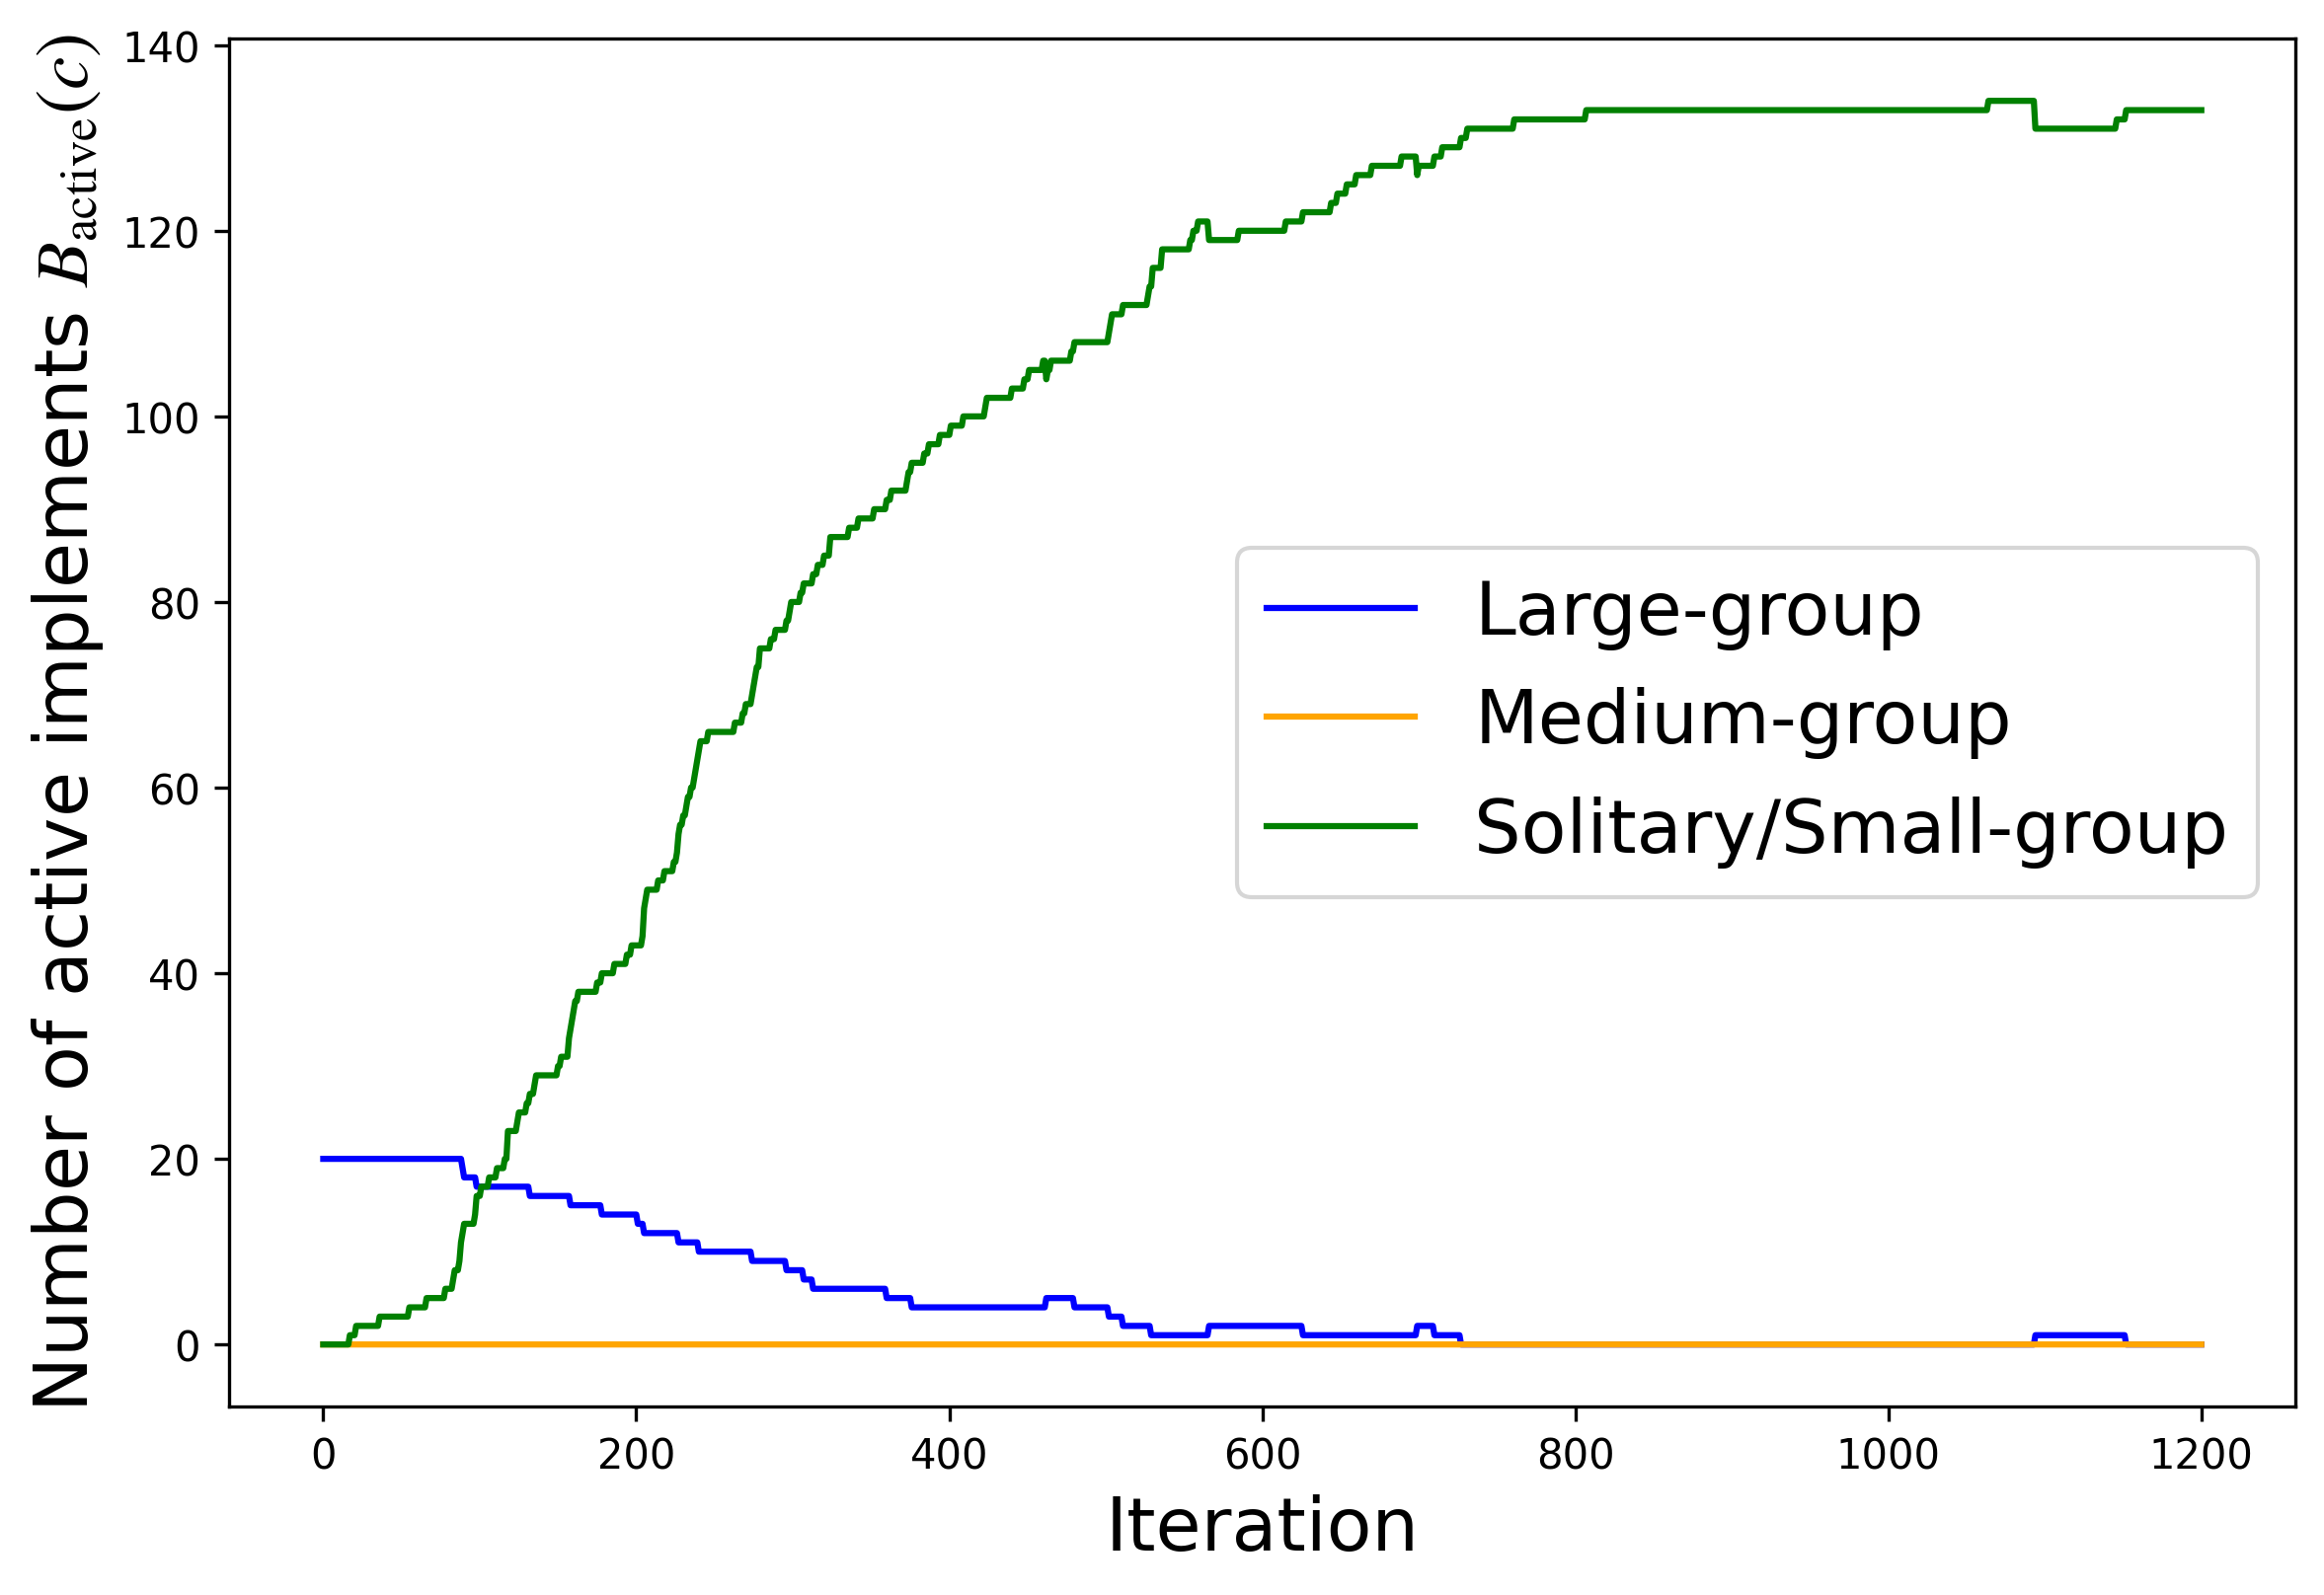 Number of active implements B_active(c)
140
120
100
80
60
40
20
0
Large-group
Medium-group
Solitary/Small-group
0 200 400 600 800 1000 1200
Iteration